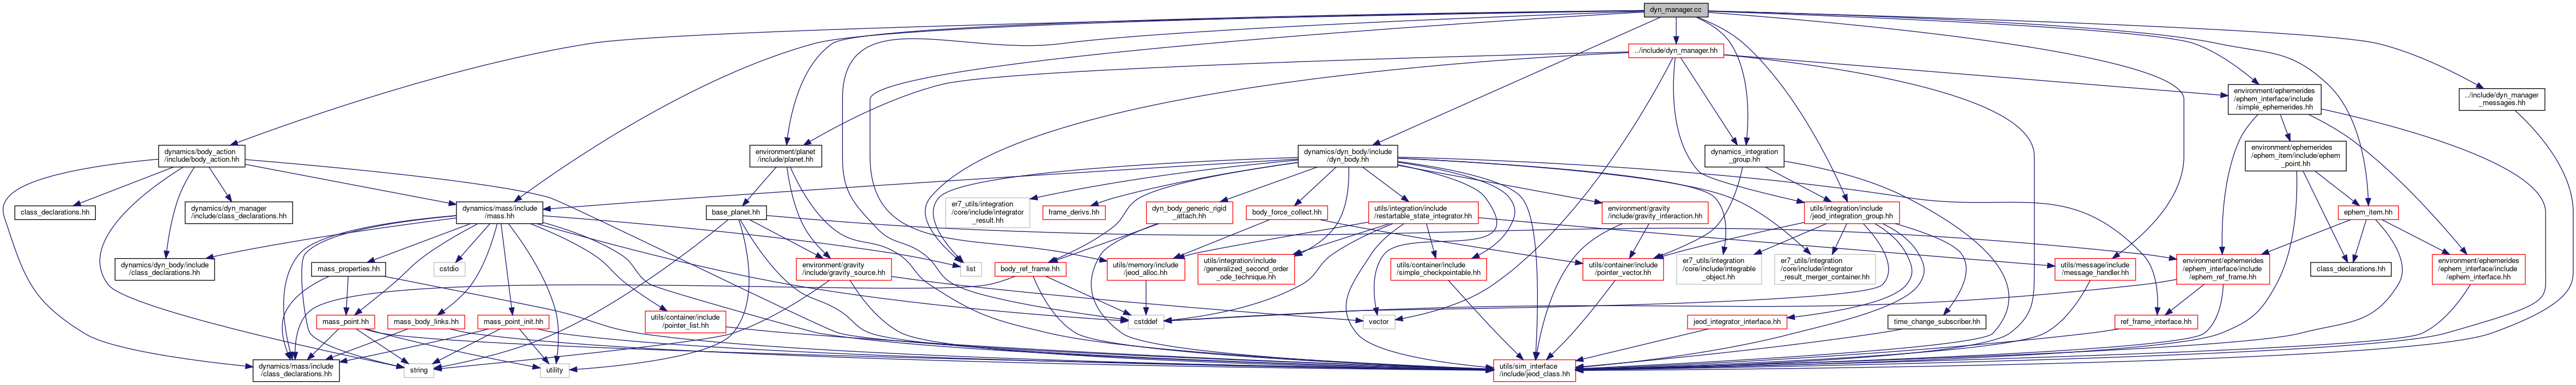 dyn_manager.cc
../include/dyn_manager.hh
environment/ephemerides
/ephem_interface/include
/simple_ephemerides.hh
../include/dyn_manager
_messages.hh
dynamics/body_action
/include/body_action.hh
environment/planet
/include/planet.hh
dynamics/dyn_body/include
/dyn_body.hh
dynamics_integration
_group.hh
environment/ephemerides
/ephem_item/include/ephem
_point.hh
class_declarations.hh
dynamics/dyn_manager
/include/class_declarations.hh
dynamics/mass/include
/mass.hh
base_planet.hh
er7_utils/integration
/core/include/integrator
_result.hh
frame_derivs.hh
dyn_body_generic_rigid
_attach.hh
body_force_collect.hh
utils/integration/include
/restartable_state_integrator.hh
environment/gravity
/include/gravity_interaction.hh
utils/integration/include
/jeod_integration_group.hh
ephem_item.hh
dynamics/dyn_body/include
/class_declarations.hh
mass_properties.hh
cstdio
environment/gravity
/include/gravity_source.hh
list
body_ref_frame.hh
utils/memory/include
/jeod_alloc.hh
utils/integration/include
/generalized_second_order
_ode_technique.hh
utils/container/include
/simple_checkpointable.hh
utils/container/include
/pointer_vector.hh
er7_utils/integration
/core/include/integrable
_object.hh
er7_utils/integration
/core/include/integrator
_result_merger_container.hh
utils/message/include
/message_handler.hh
environment/ephemerides
/ephem_interface/include
/ephem_ref_frame.hh
class_declarations.hh
environment/ephemerides
/ephem_interface/include
/ephem_interface.hh
mass_point.hh
mass_body_links.hh
mass_point_init.hh
utils/container/include
/pointer_list.hh
cstddef
vector
jeod_integrator_interface.hh
time_change_subscriber.hh
ref_frame_interface.hh
dynamics/mass/include
/class_declarations.hh
string
utility
utils/sim_interface
/include/jeod_class.hh